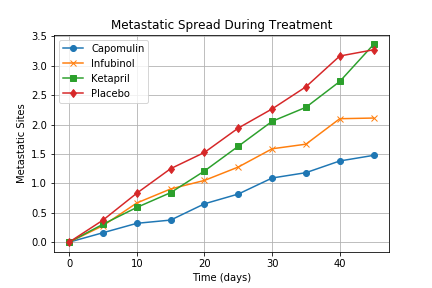 Metastatic Spread During Treatment
Metastatic Sites
3.5
3.0
2.5
2.0
1.5
1.0
0.5
0.0
Capomulin
Infubinol
Ketapril
Placebo
0 10 20 30 40
Time (days)